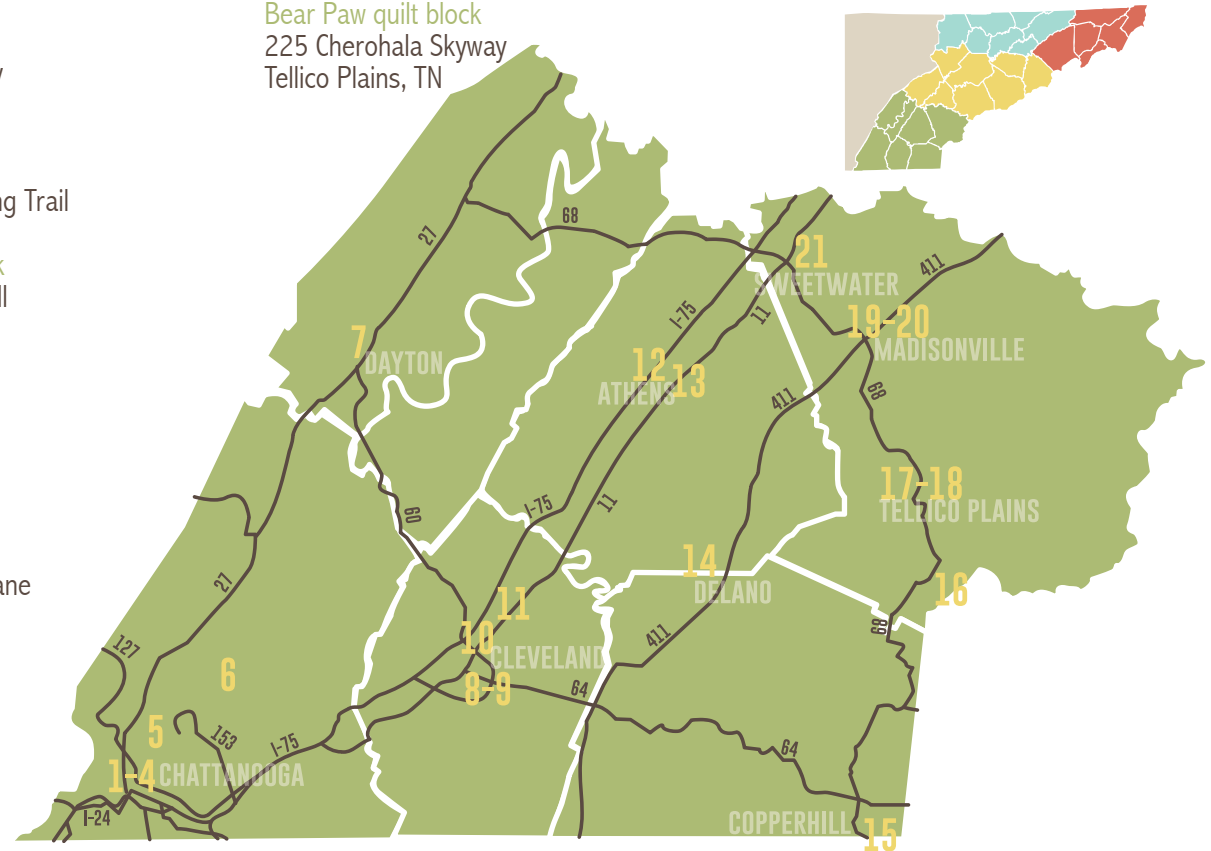 Bear Paw quilt block
225 Cherohala Skyway
Tellico Plains, TN
Trail
ane
68
27
21
SWEETWATER
411
I-75
11
19-20
MADISONVILLE
7
DAYTON
12
13
ATHENS
411
68
17-18
TELLICO PLAINS
I-75
11
60
14
DELANO
16
27
11
10
CLEVELAND
8-9
411
68
64
127
6
5
153
I-75
64
1-4
CHATTANOOGA
I-24
COPPERHILL
15